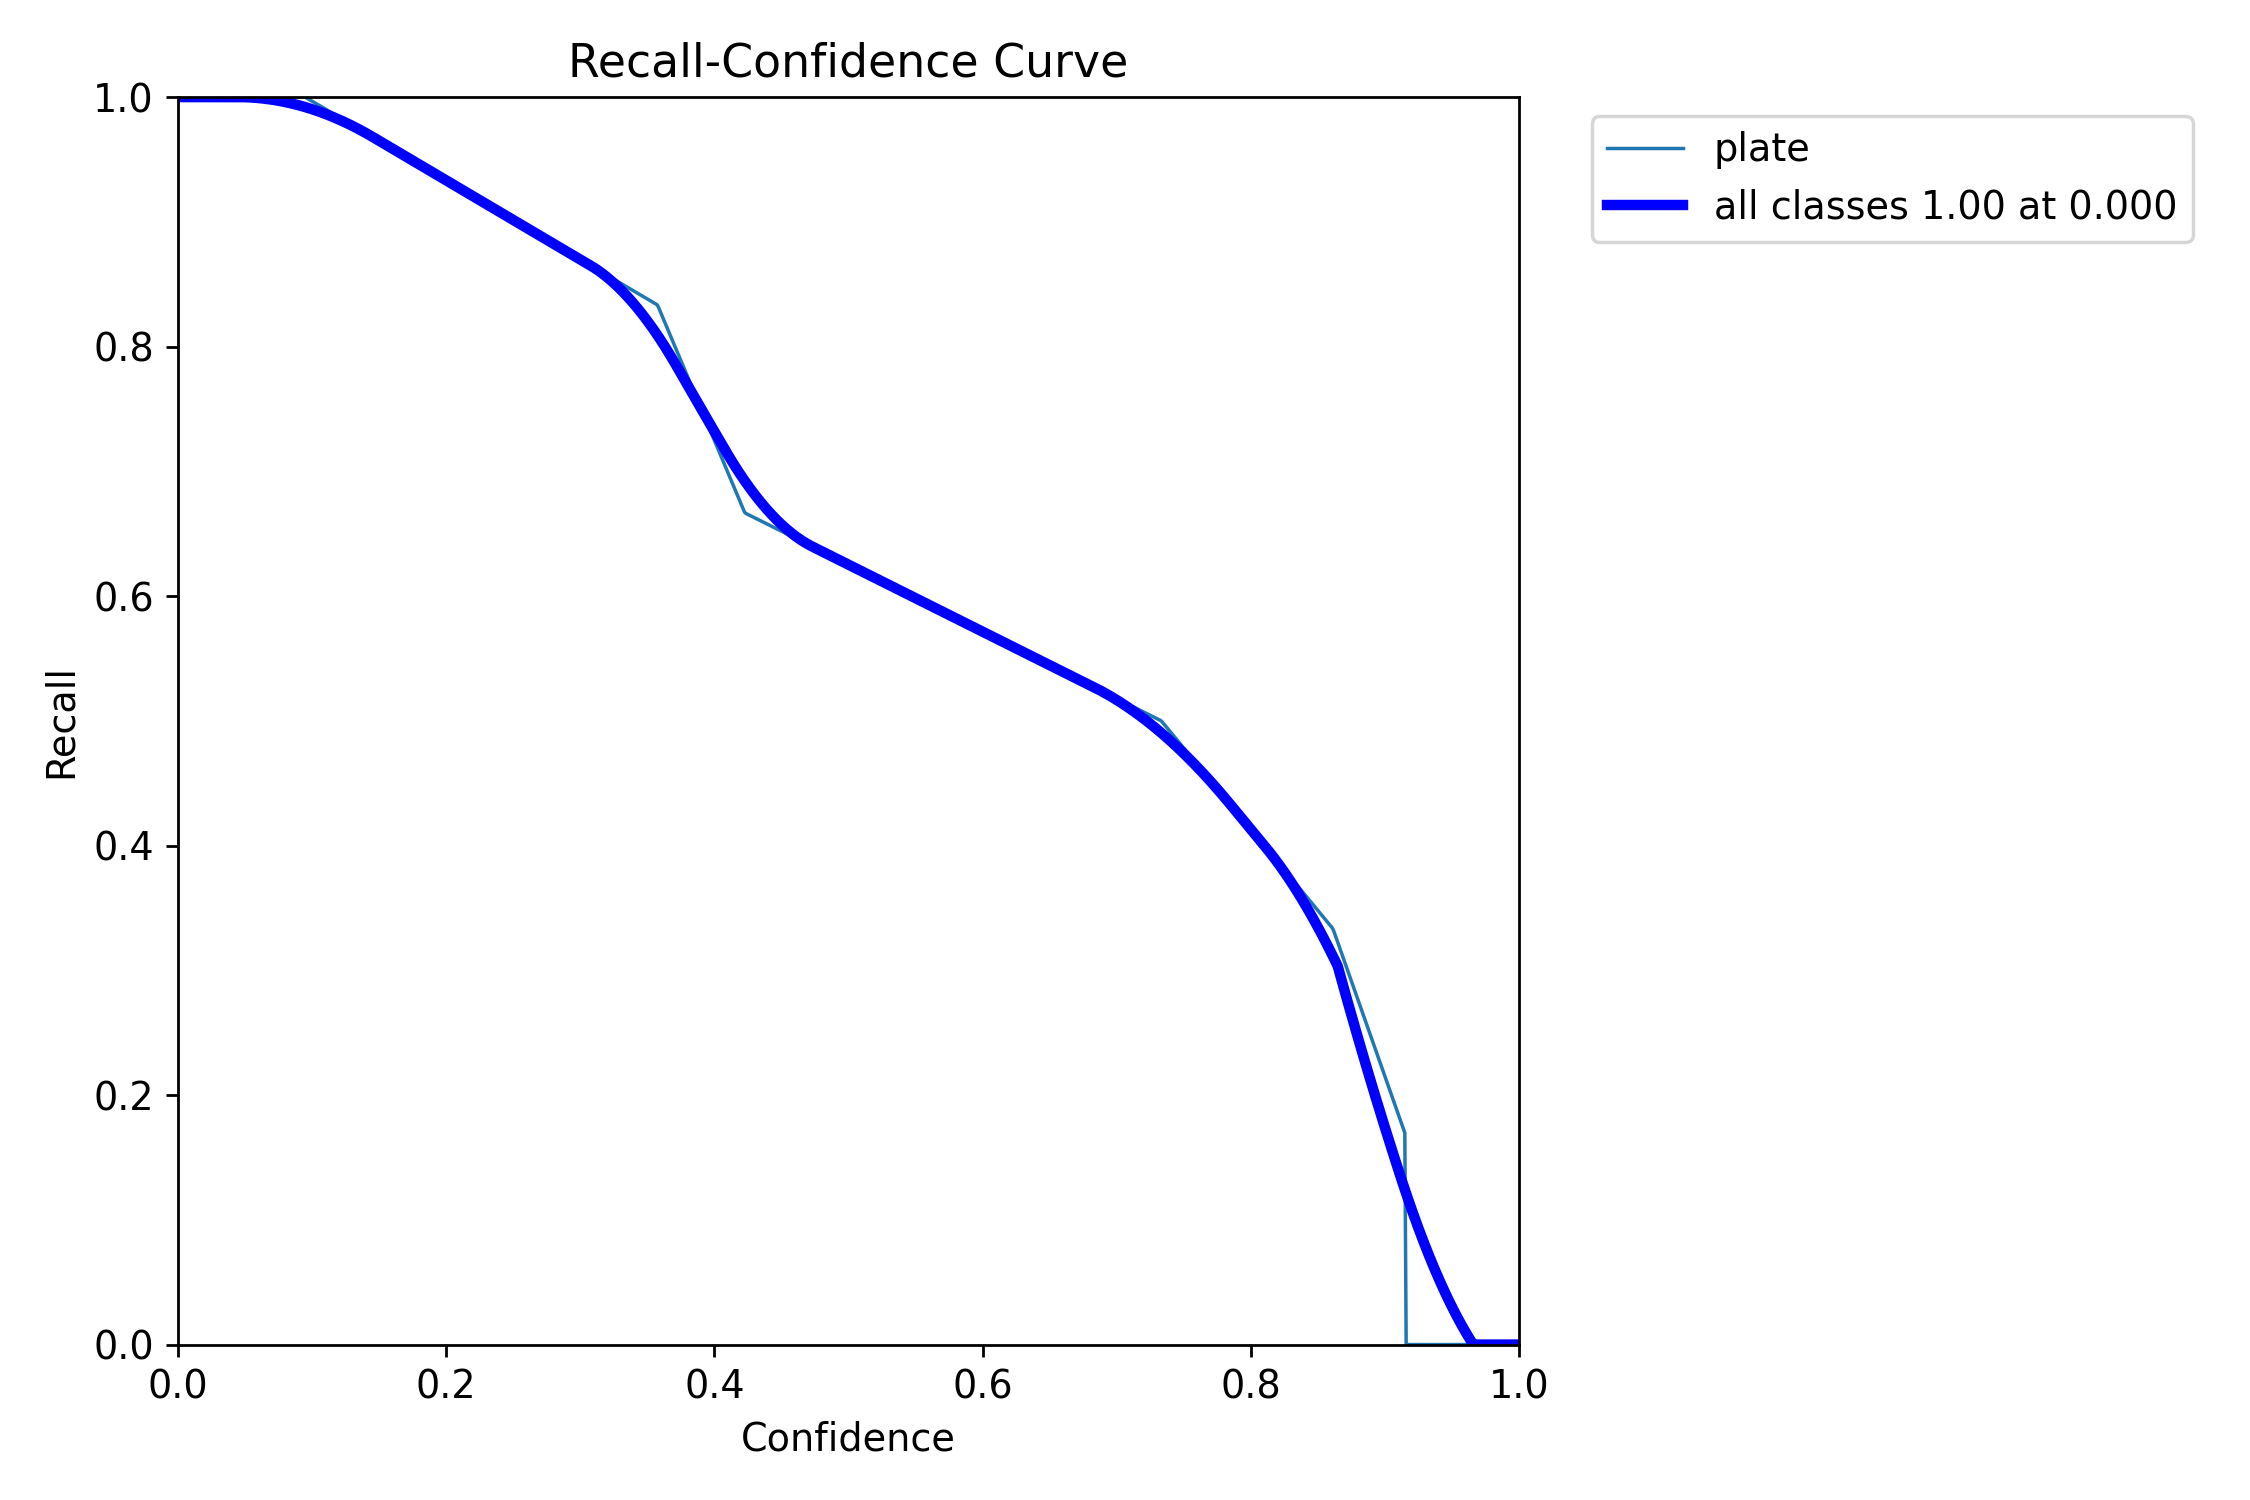 Recall-Confidence Curve
plate
all classes 1.00 at 0.000
1.0
0.8
0.6
0.4
0.2
0.0
Recall
0.0 0.2 0.4 0.6 0.8 1.0
Confidence